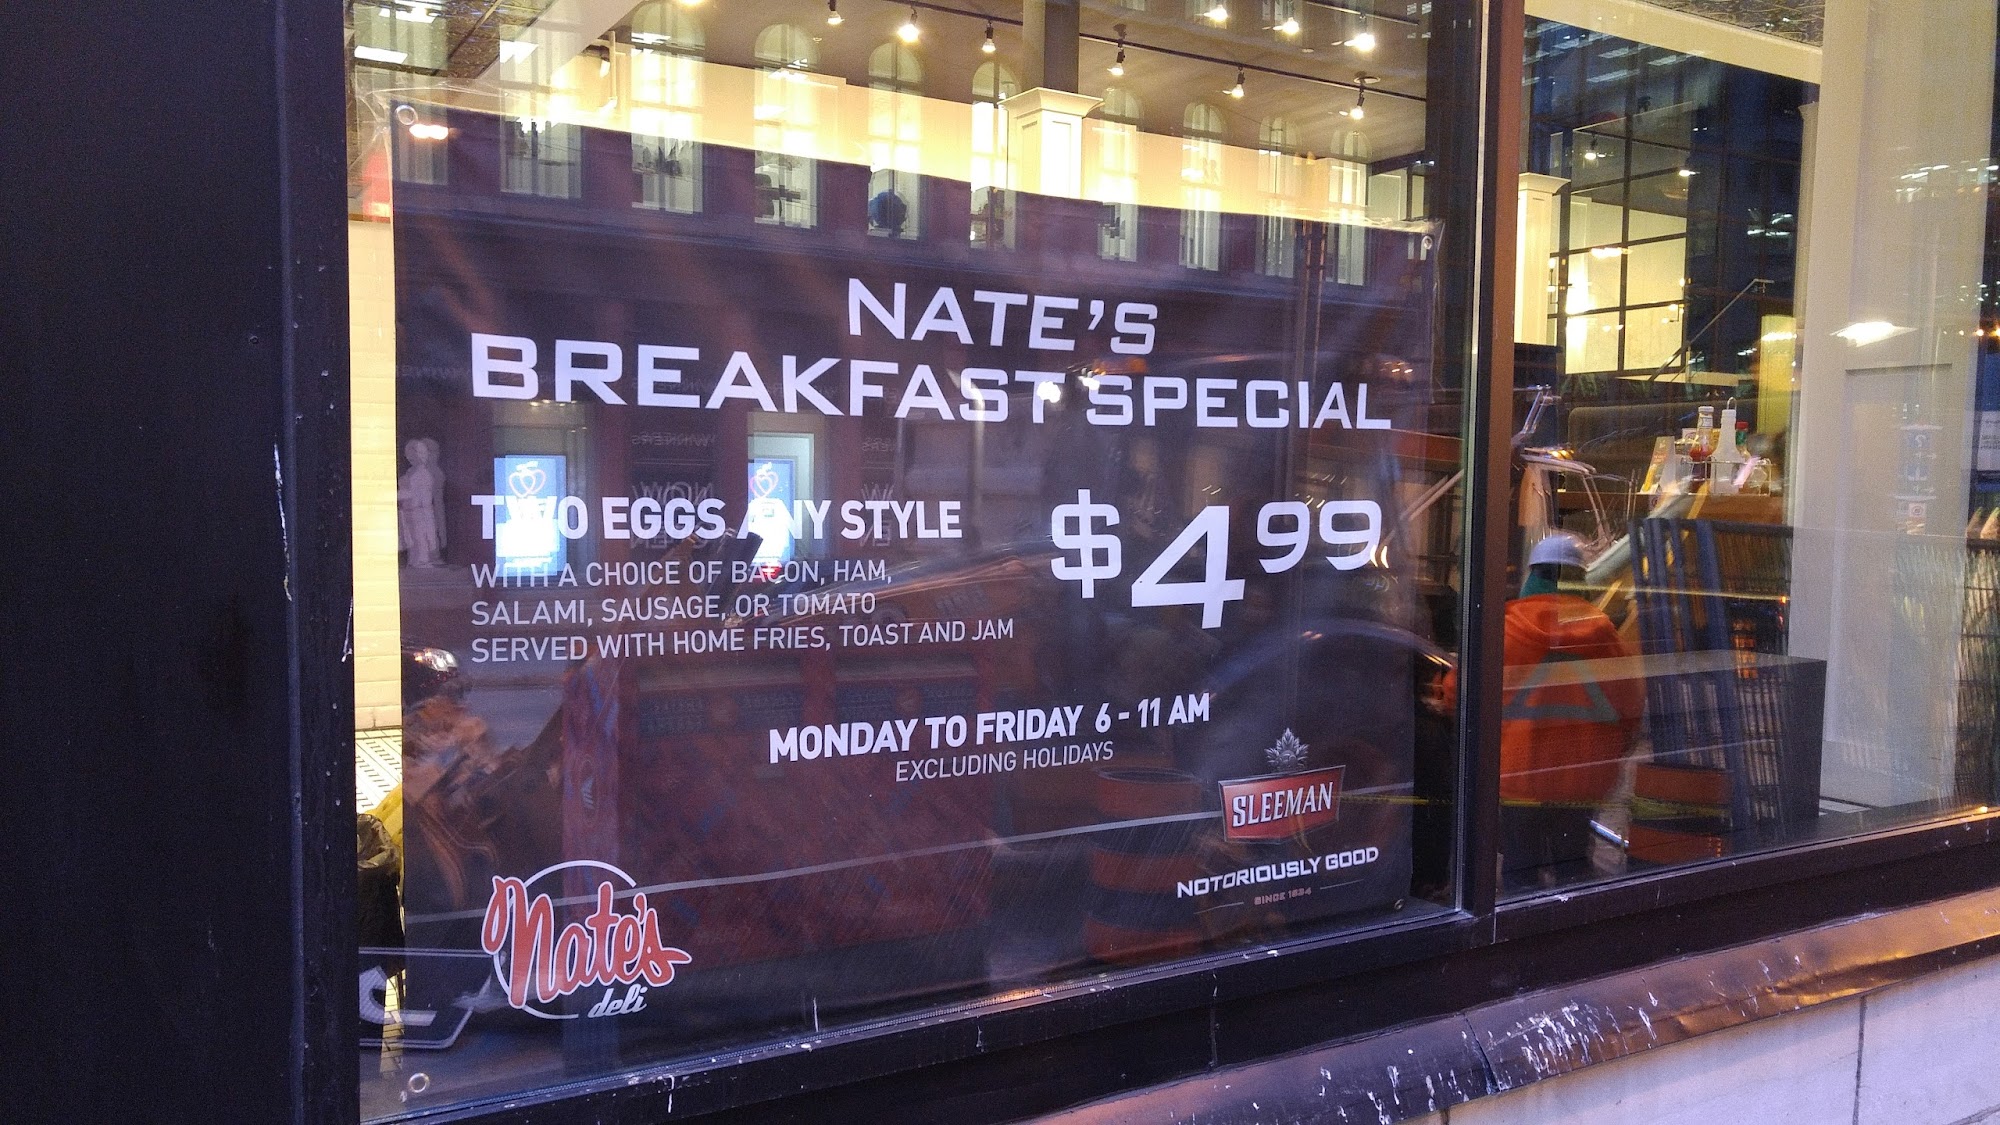 NATE'S
BREAKFAST SPECIAL
TWO EGGS ANY STYLE
WITH A CHOICE OF BACON, HAM,
SALAMI, SAUSAGE, OR TOMATO
SERVED WITH HOME FRIES, TOAST AND JAM
$4.99
MONDAY TO FRIDAY 6 - 11 AM
EXCLUDING HOLIDAYS
SLEEMAN
NOTORIOUSLY GOOD
SINCE 1834
Nate's
deli